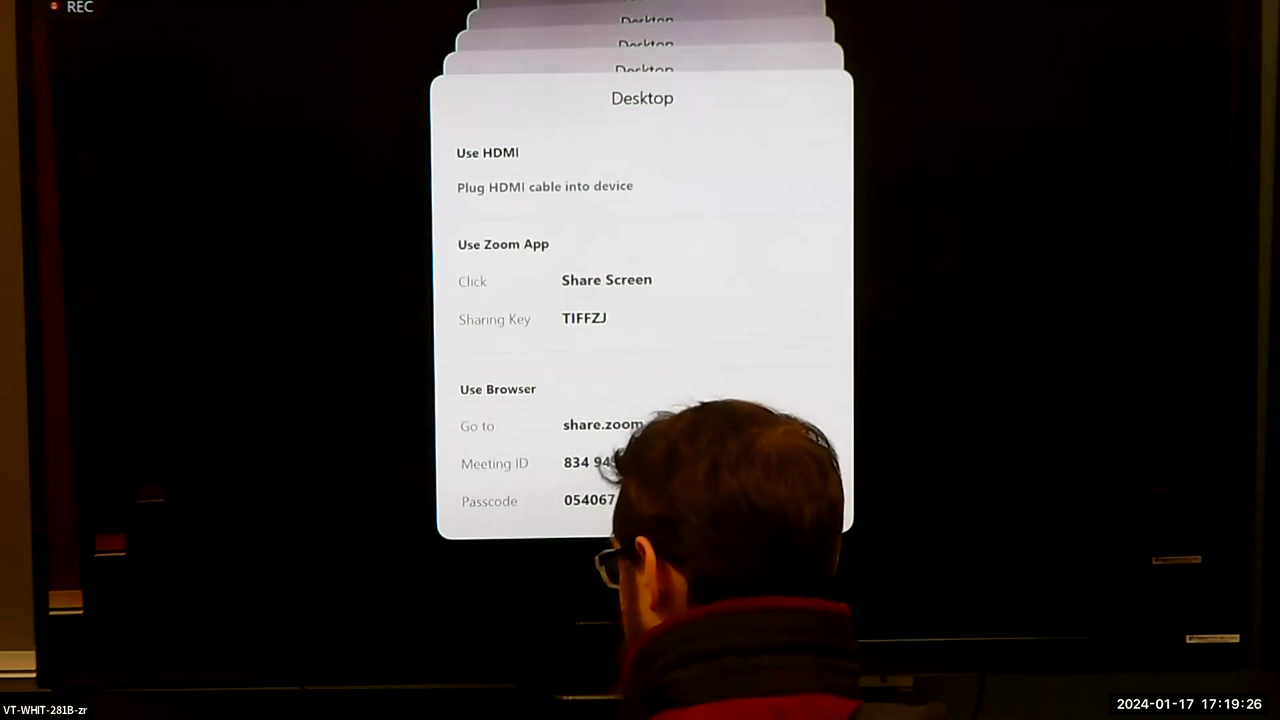 REC
Desktop
Desktop
Desktop
Desktop
Use HDMI
Plug HDMI cable into device
Use Zoom App
Click Share Screen
Sharing Key TIFFZJ
Use Browser
Go to share.zoom
Meeting ID 834
Passcode 054067
VT-WHIT-281B-zr
2024-01-17 17:19:26